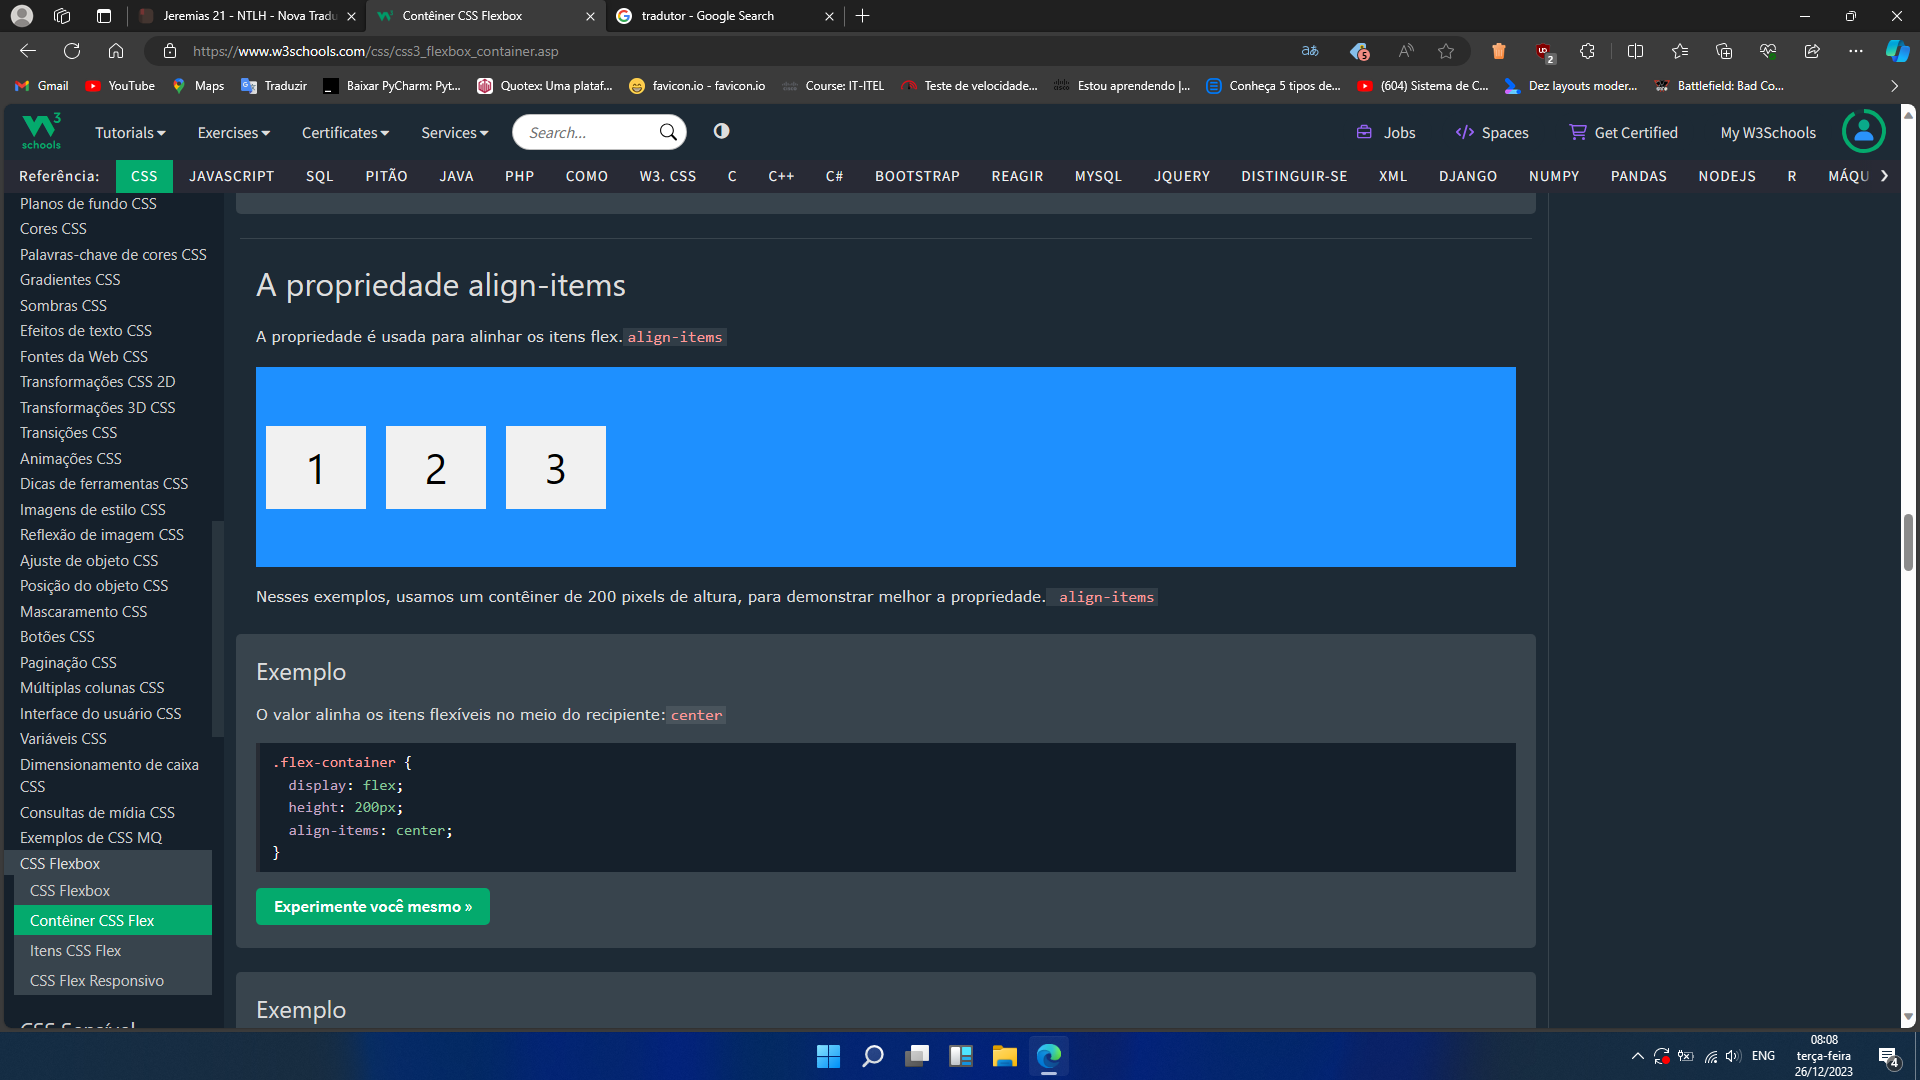 Jeremias 21 - NTLH - Nova Tradu
Contêiner CSS Flexbox
tradutor - Google Search
https://www.w3schools.com/css/css3_flexbox_container.asp
Gmail
YouTube
Maps
Traduzir
Baixar PyCharm: Pyt...
Quotex: Uma plataf...
favicon.io - favicon.io
Course: IT-ITEL
Teste de velocidade...
Estou aprendendo |...
Conheça 5 tipos de...
(604) Sistema de C...
Dez layouts moder...
Battlefield: Bad Co...
W3 schools
Tutorials
Exercises
Certificates
Services
Search...
Jobs
Spaces
Get Certified
My W3Schools
Referência:
CSS
JAVASCRIPT
SQL
PITÃO
JAVA
PHP
COMO
W3. CSS
C
C++
C#
BOOTSTRAP
REAGIR
MYSQL
JQUERY
DISTINGUIR-SE
XML
DJANGO
NUMPY
PANDAS
NODEJS
R
MÁQU
Planos de fundo CSS
Cores CSS
Palavras-chave de cores CSS
Gradientes CSS
Sombras CSS
Efeitos de texto CSS
Fontes da Web CSS
Transformações CSS 2D
Transformações 3D CSS
Transições CSS
Animações CSS
Dicas de ferramentas CSS
Imagens de estilo CSS
Reflexão de imagem CSS
Ajuste de objeto CSS
Posição do objeto CSS
Mascaramento CSS
Botões CSS
Paginação CSS
Múltiplas colunas CSS
Interface do usuário CSS
Variáveis CSS
Dimensionamento de caixa
CSS
Consultas de mídia CSS
Exemplos de CSS MQ
CSS Flexbox
CSS Flexbox
Contêiner CSS Flex
Itens CSS Flex
CSS Flex Responsivo
CSS Sensível
A propriedade align-items
A propriedade é usada para alinhar os itens flex. align-items
1
2
3
Nesses exemplos, usamos um contêiner de 200 pixels de altura, para demonstrar melhor a propriedade. align-items
Exemplo
O valor alinha os itens flexíveis no meio do recipiente: center
.flex-container {
display: flex;
height: 200px;
align-items: center;
}
Experimente você mesmo »
Exemplo
ENG
08:08
terça-feira
26/12/2023
4